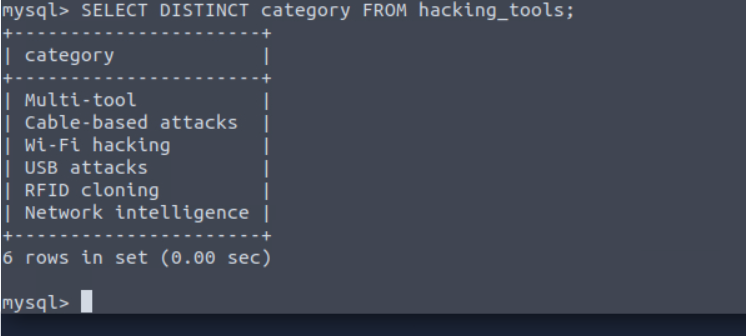 mysql> SELECT DISTINCT category FROM hacking_tools;
+----------------------+
| category             |
+----------------------+
| Multi-tool           |
| Cable-based attacks  |
| Wi-Fi hacking        |
| USB attacks          |
| RFID cloning         |
| Network intelligence |
+----------------------+
6 rows in set (0.00 sec)
mysql>